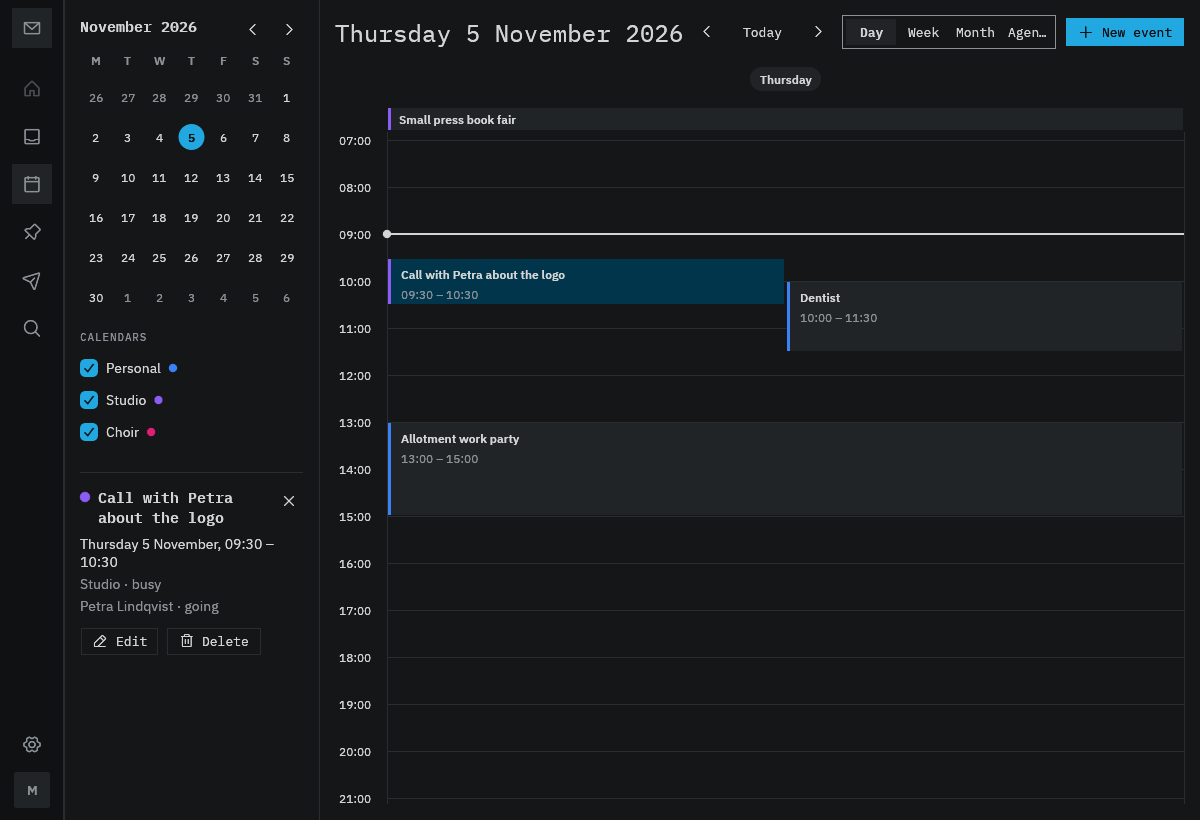 November 2026
M T W T F S S
26 27 28 29 30 31 1
2 3 4 5 6 7 8
9 10 11 12 13 14 15
16 17 18 19 20 21 22
23 24 25 26 27 28 29
30 1 2 3 4 5 6
CALENDARS
Personal
Studio
Choir
Call with Petra
about the logo
Thursday 5 November, 09:30 –
10:30
Studio · busy
Petra Lindqvist · going
Edit
Delete
M
Thursday 5 November 2026
Today
Day
Week
Month
Agen…
New event
Thursday
Small press book fair
07:00
08:00
09:00
Call with Petra about the logo
09:30 – 10:30
10:00
Dentist
10:00 – 11:30
11:00
12:00
13:00
Allotment work party
13:00 – 15:00
14:00
15:00
16:00
17:00
18:00
19:00
20:00
21:00